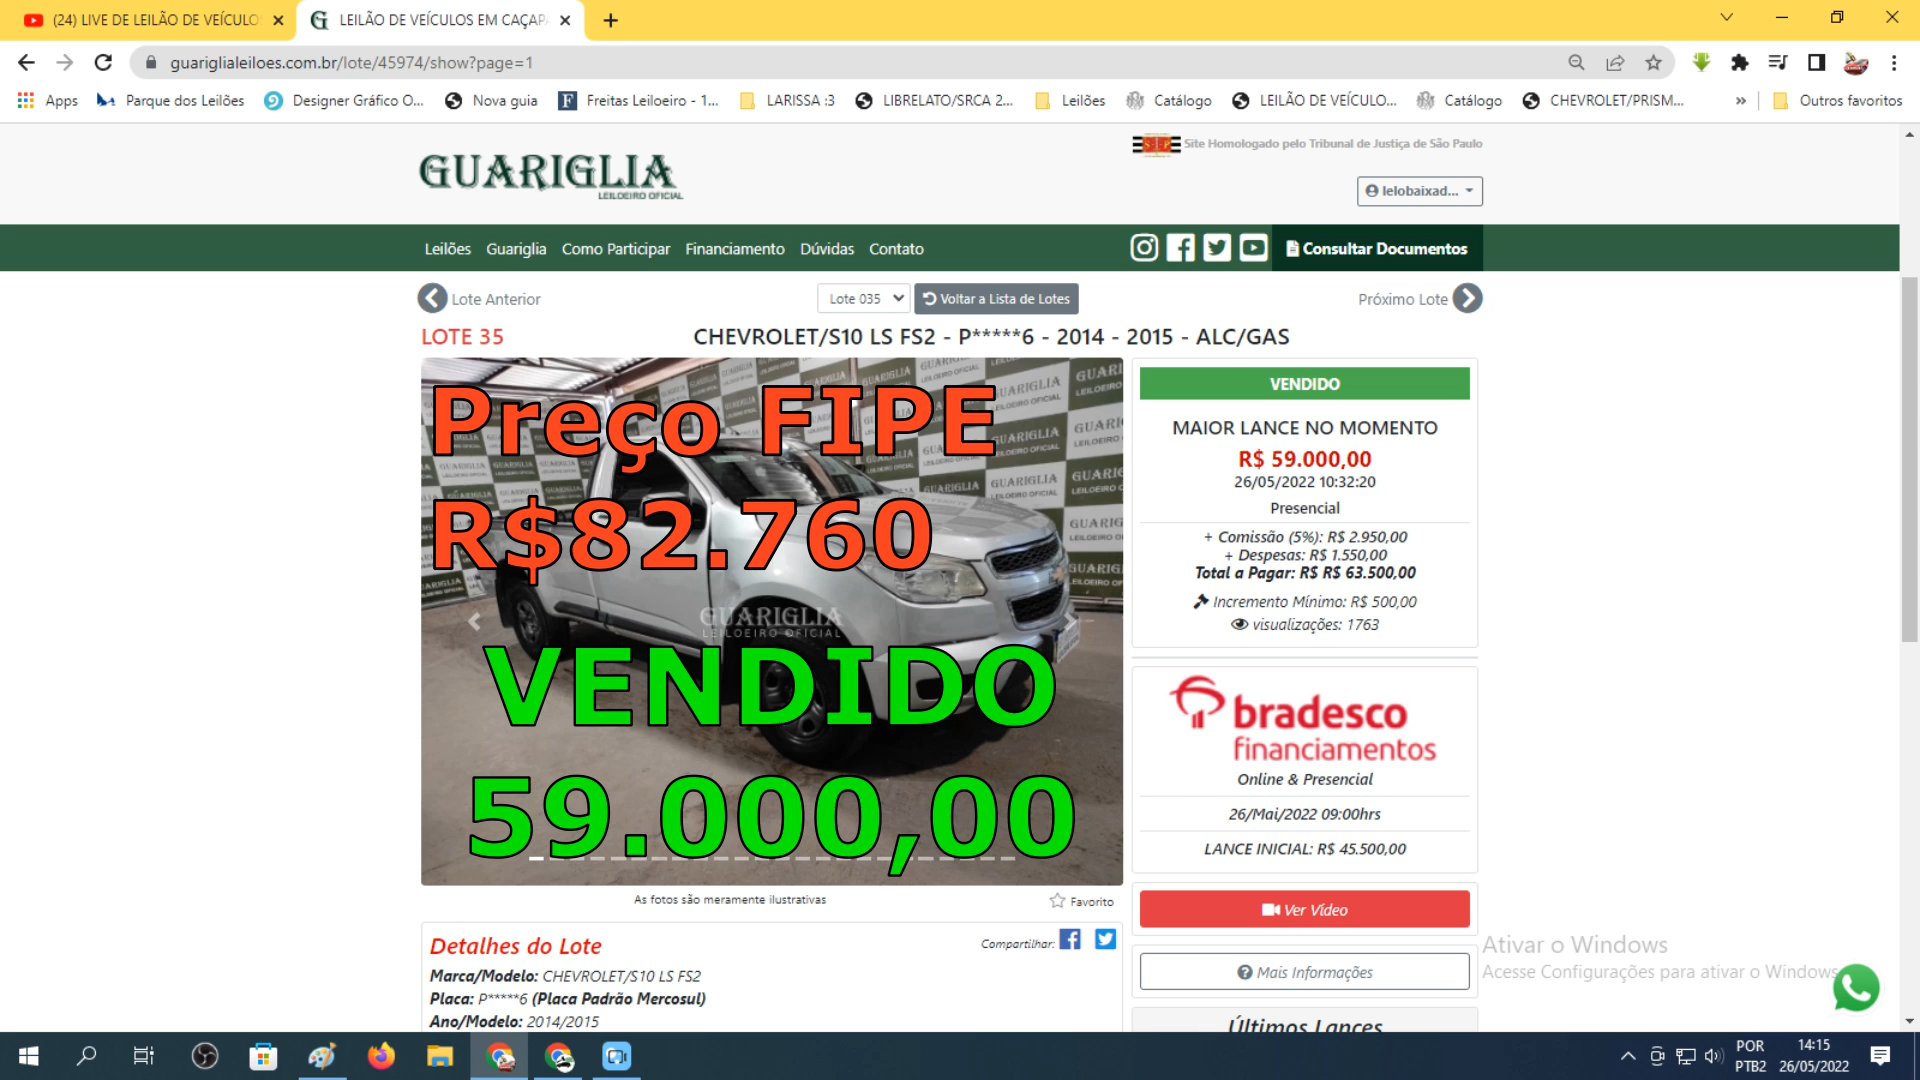 (24) LIVE DE LEILÃO DE VEÍCULO
LEILÃO DE VEÍCULOS EM CAÇAPA
guariglialeiloes.com.br/lote/45974/show?page=1
Apps
Parque dos Leilões
Designer Gráfico O...
Nova guia
Freitas Leiloeiro - 1...
LARISSA :3
LIBRELATO/SRCA 2...
Leilões
Catálogo
LEILÃO DE VEÍCULO...
Catálogo
CHEVROLET/PRISM...
Outros favoritos
GUARIGLIA
LEILOEIRO OFICIAL
Site Homologado pelo Tribunal de Justiça de São Paulo
lelobaixad...
Leilões Guariglia Como Participar Financiamento Dúvidas Contato
Consultar Documentos
Lote Anterior
Lote 035
Voltar a Lista de Lotes
Próximo Lote
LOTE 35
CHEVROLET/S10 LS FS2 - P*****6 - 2014 - 2015 - ALC/GAS
Preço FIPE
R$82.760
GUARIGLIA
LEILOEIRO OFICIAL
VENDIDO
59.000,00
As fotos são meramente ilustrativas
Favorito
VENDIDO
MAIOR LANCE NO MOMENTO
R$ 59.000,00
26/05/2022 10:32:20
Presencial
+ Comissão (5%): R$ 2.950,00
+ Despesas: R$ 1.550,00
Total a Pagar: R$ R$ 63.500,00
Incremento Mínimo: R$ 500,00
visualizações: 1763
bradesco
financiamentos
Online & Presencial
26/Mai/2022 09:00hrs
LANCE INICIAL: R$ 45.500,00
Ver Vídeo
Mais Informações
Últimos Lances
Detalhes do Lote
Compartilhar:
Marca/Modelo: CHEVROLET/S10 LS FS2
Placa: P*****6 (Placa Padrão Mercosul)
Ano/Modelo: 2014/2015
Ativar o Windows
Acesse Configurações para ativar o Windows
POR
PTB2
14:15
26/05/2022